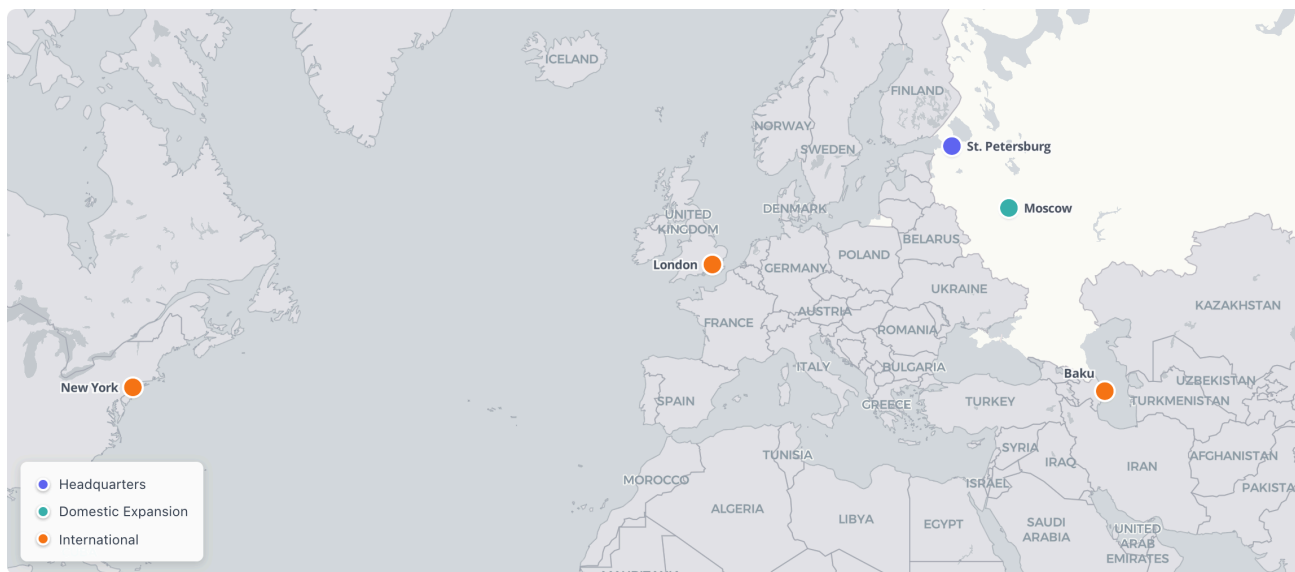 ICELAND
FINLAND
NORWAY
SWEDEN
St. Petersburg
Moscow
UNITED
KINGDOM
DENMARK
BELARUS
POLAND
London
GERMANY
UKRAINE
KAZAKHSTAN
AUSTRIA
FRANCE
ROMANIA
ITALY
BULGARIA
Baku
UZBEKISTAN
New York
SPAIN
GREECE
TURKEY
TURKMENISTAN
SYRIA
TUNISIA
IRAQ
IRAN
AFGHANISTAN
MOROCCO
ISRAEL
PAKISTA
ALGERIA
LIBYA
EGYPT
SAUDI
ARABIA
UNITED
ARAB
EMIRATES
Headquarters
Domestic Expansion
International